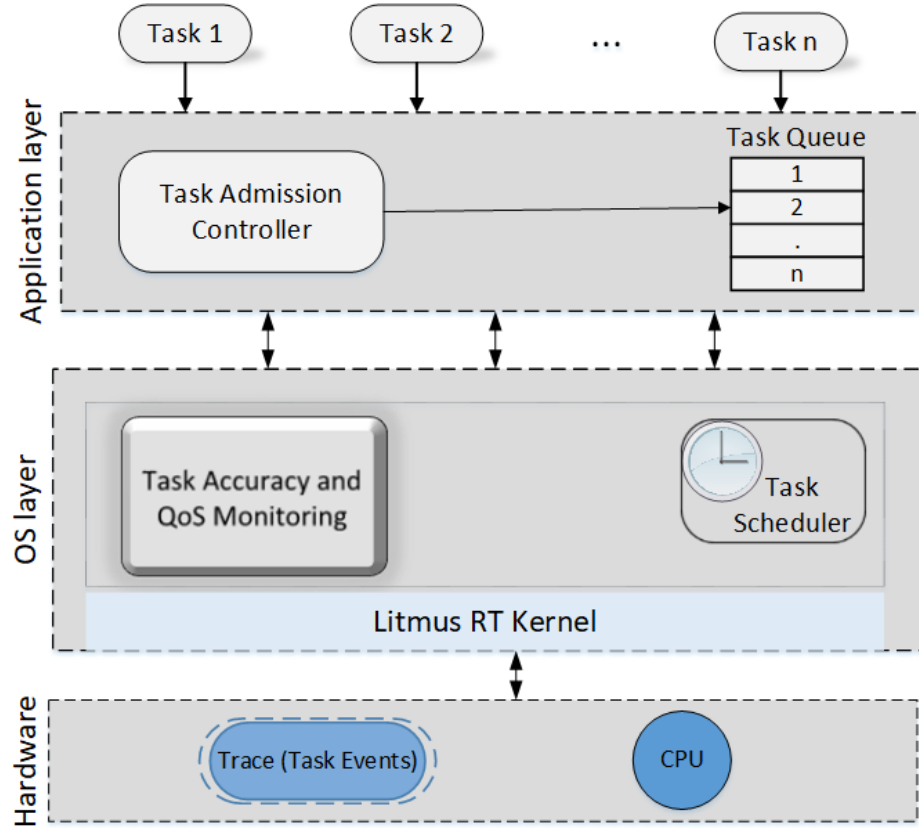 Task 1
Task 2
...
Task n
Application layer
Task Admission
Controller
Task Queue
1
2
.
n
OS layer
Task Accuracy and
QoS Monitoring
Task
Scheduler
Litmus RT Kernel
Hardware
Trace (Task Events)
CPU